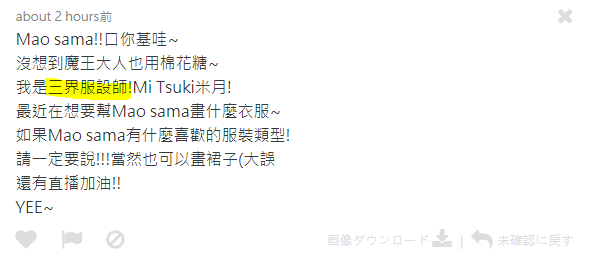 about 2 hours前
Mao sama!!口你基哇~
沒想到魔王大人也用棉花糖~
我是三界服設師!Mi Tsuki米月!
最近在想要幫Mao sama畫什麼衣服~
如果Mao sama有什麼喜歡的服裝類型!
請一定要說!!!當然也可以畫裙子(大誤
還有直播加油!!
YEE~
画像ダウンロード | 未確認に戻す